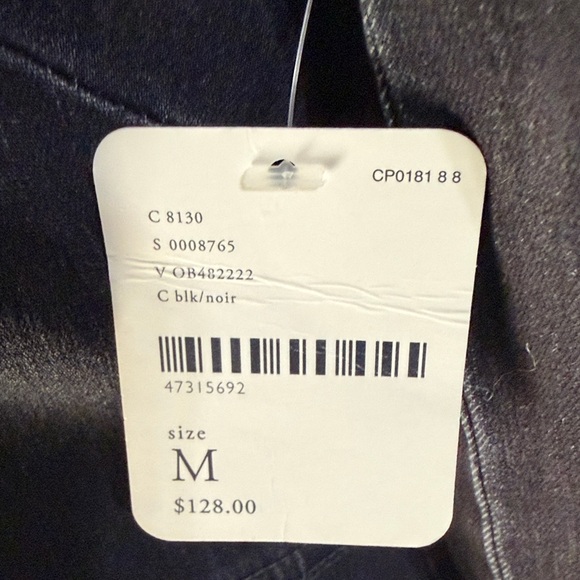 CP0181 8 8
C 8130
S 0008765
V OB482222
C blk/noir
47315692
size
M
$128.00